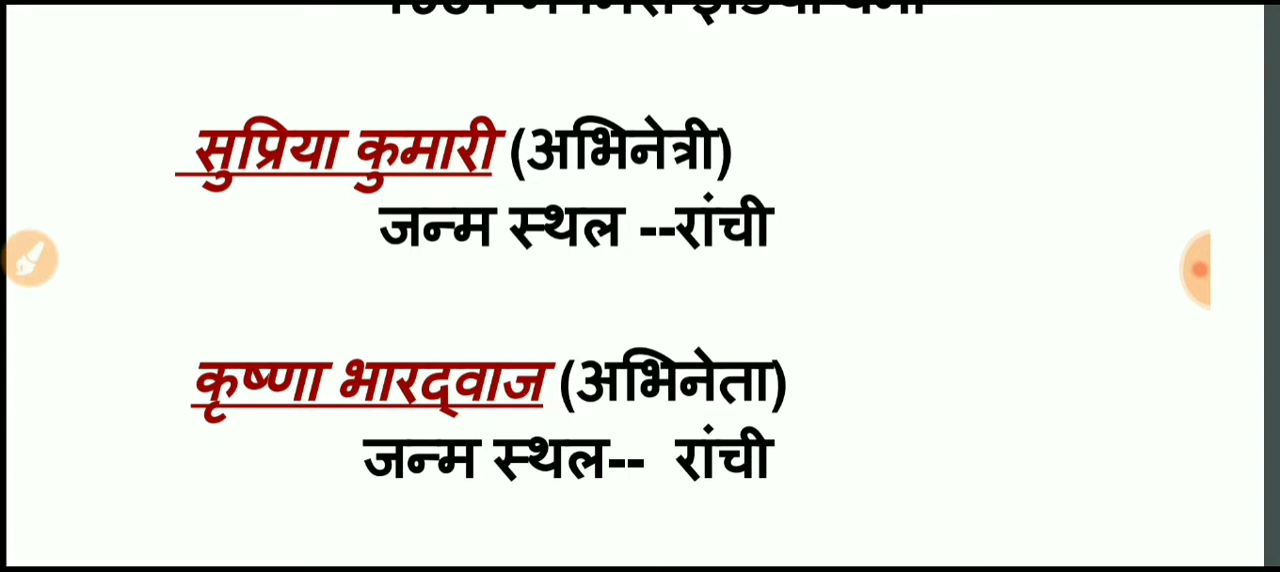 सुप्रिया कुमारी (अभिनेत्री)
जन्म स्थल --रांची
कृष्णा भारद्वाज (अभिनेता)
जन्म स्थल-- रांची